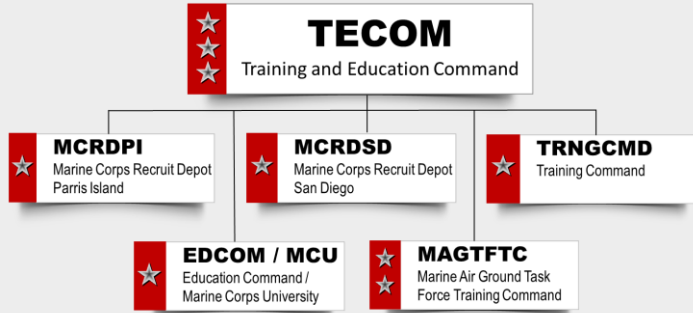 TECOM
Training and Education Command
MCRDPI
Marine Corps Recruit Depot
Parris Island
MCRDSD
Marine Corps Recruit Depot
San Diego
TRNGCMD
Training Command
EDCOM / MCU
Education Command /
Marine Corps University
MAGTFTC
Marine Air Ground Task
Force Training Command